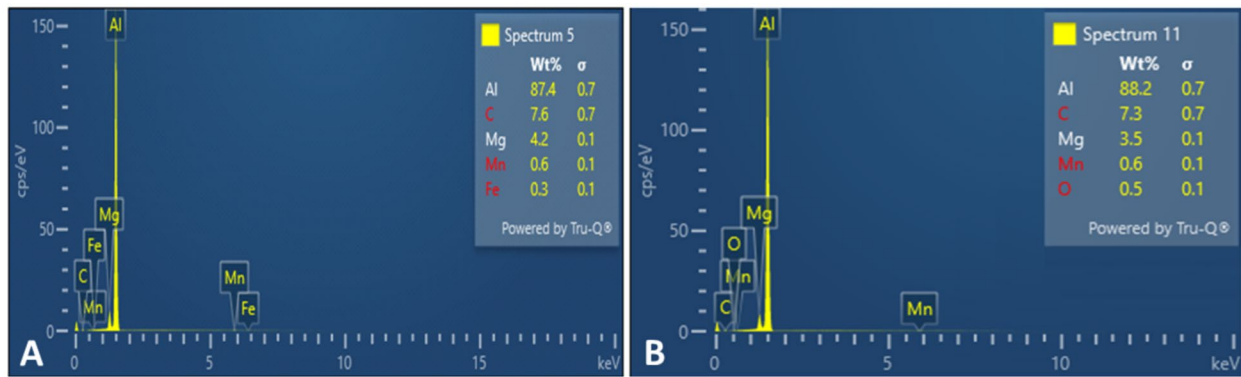 150
Al
Spectrum 5
Wt% σ
Al 87.4 0.7
C 7.6 0.7
Mg 4.2 0.1
Mn 0.6 0.1
Fe 0.3 0.1
Powered by Tru-Q®
100
cps/eV
Mg
50
Fe
C
Mn
Mn
Fe
0
A
0 5 10 15 keV
Al
150
Spectrum 11
Wt% σ
Al 88.2 0.7
C 7.3 0.7
Mg 3.5 0.1
Mn 0.6 0.1
O 0.5 0.1
Powered by Tru-Q®
100
cps/eV
Mg
50
O
Mn
C
Mn
0
B
0 5 10 keV